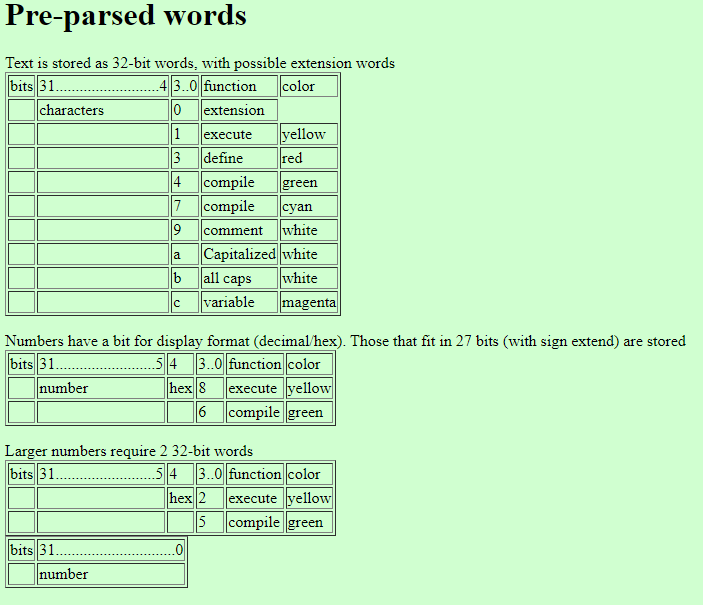 Pre-parsed words
Text is stored as 32-bit words, with possible extension words
bits 31..........................4 3..0 function color
characters 0 extension
1 execute yellow
3 define red
4 compile green
7 compile cyan
9 comment white
a Capitalized white
b all caps white
c variable magenta
Numbers have a bit for display format (decimal/hex). Those that fit in 27 bits (with sign extend) are stored
bits 31.........................5 4 3..0 function color
number hex 8 execute yellow
6 compile green
Larger numbers require 2 32-bit words
bits 31.........................5 4 3..0 function color
hex 2 execute yellow
5 compile green
bits 31..............................0
number